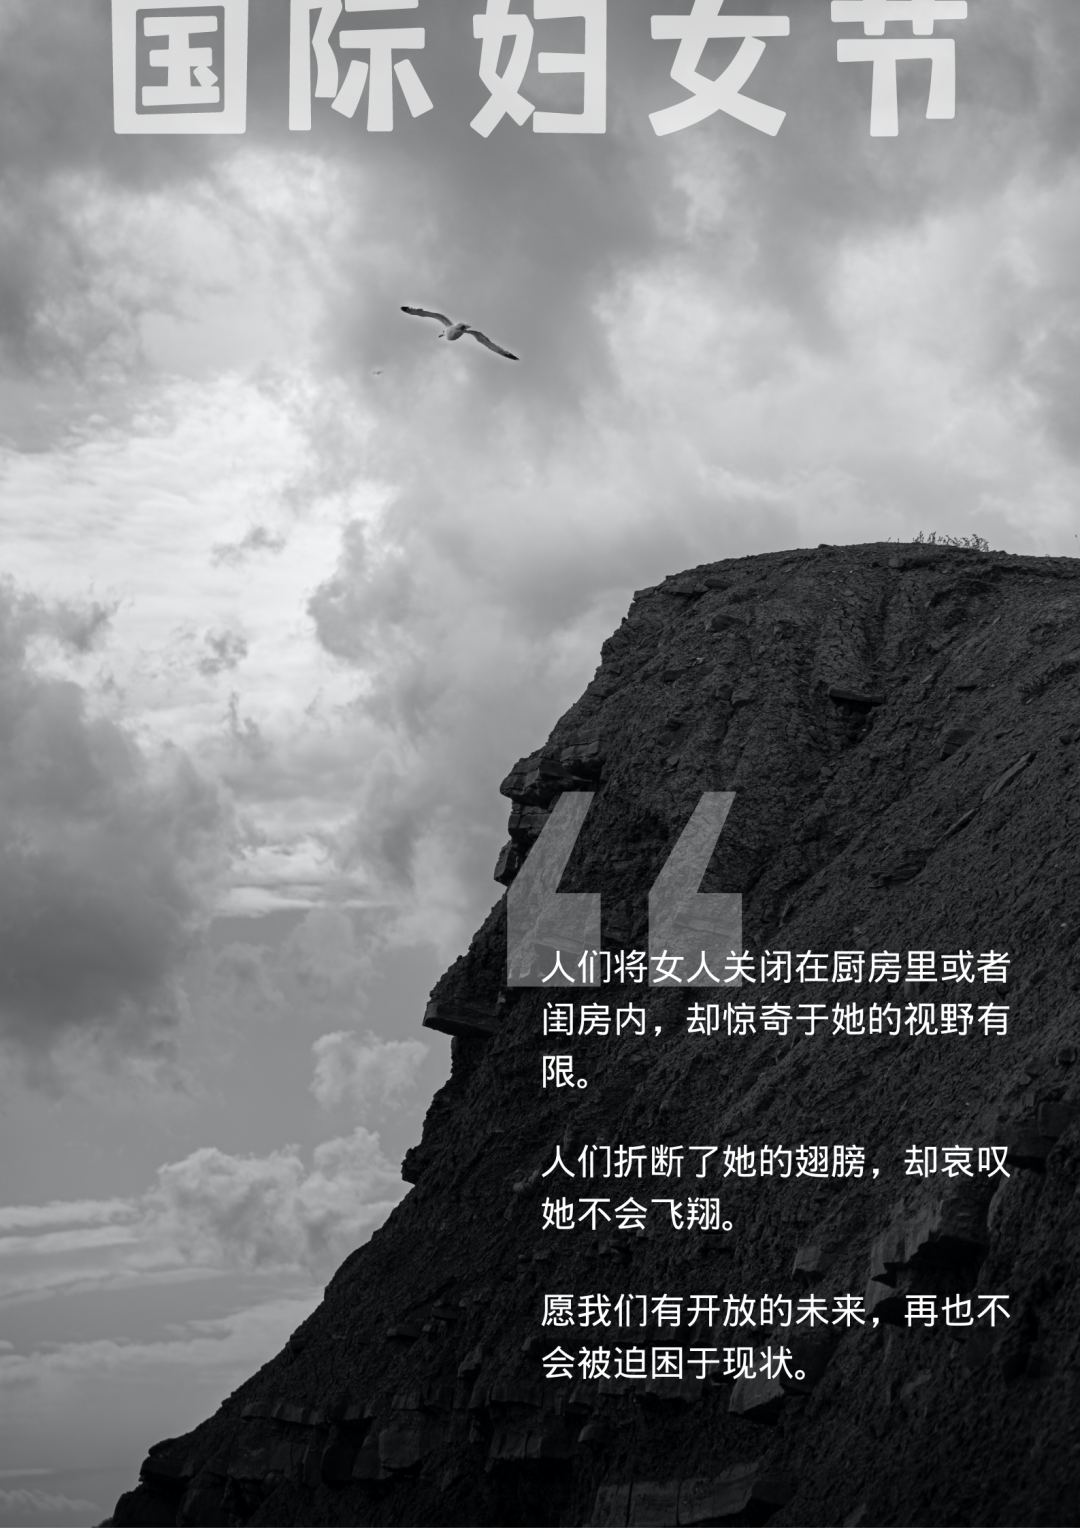 国际妇女节
人们将女人关闭在厨房里或者
闺房内，却惊奇于她的视野有
限。
人们折断了她的翅膀，却哀叹
她不会飞翔。
愿我们有开放的未来，再也不
会被迫困于现状。